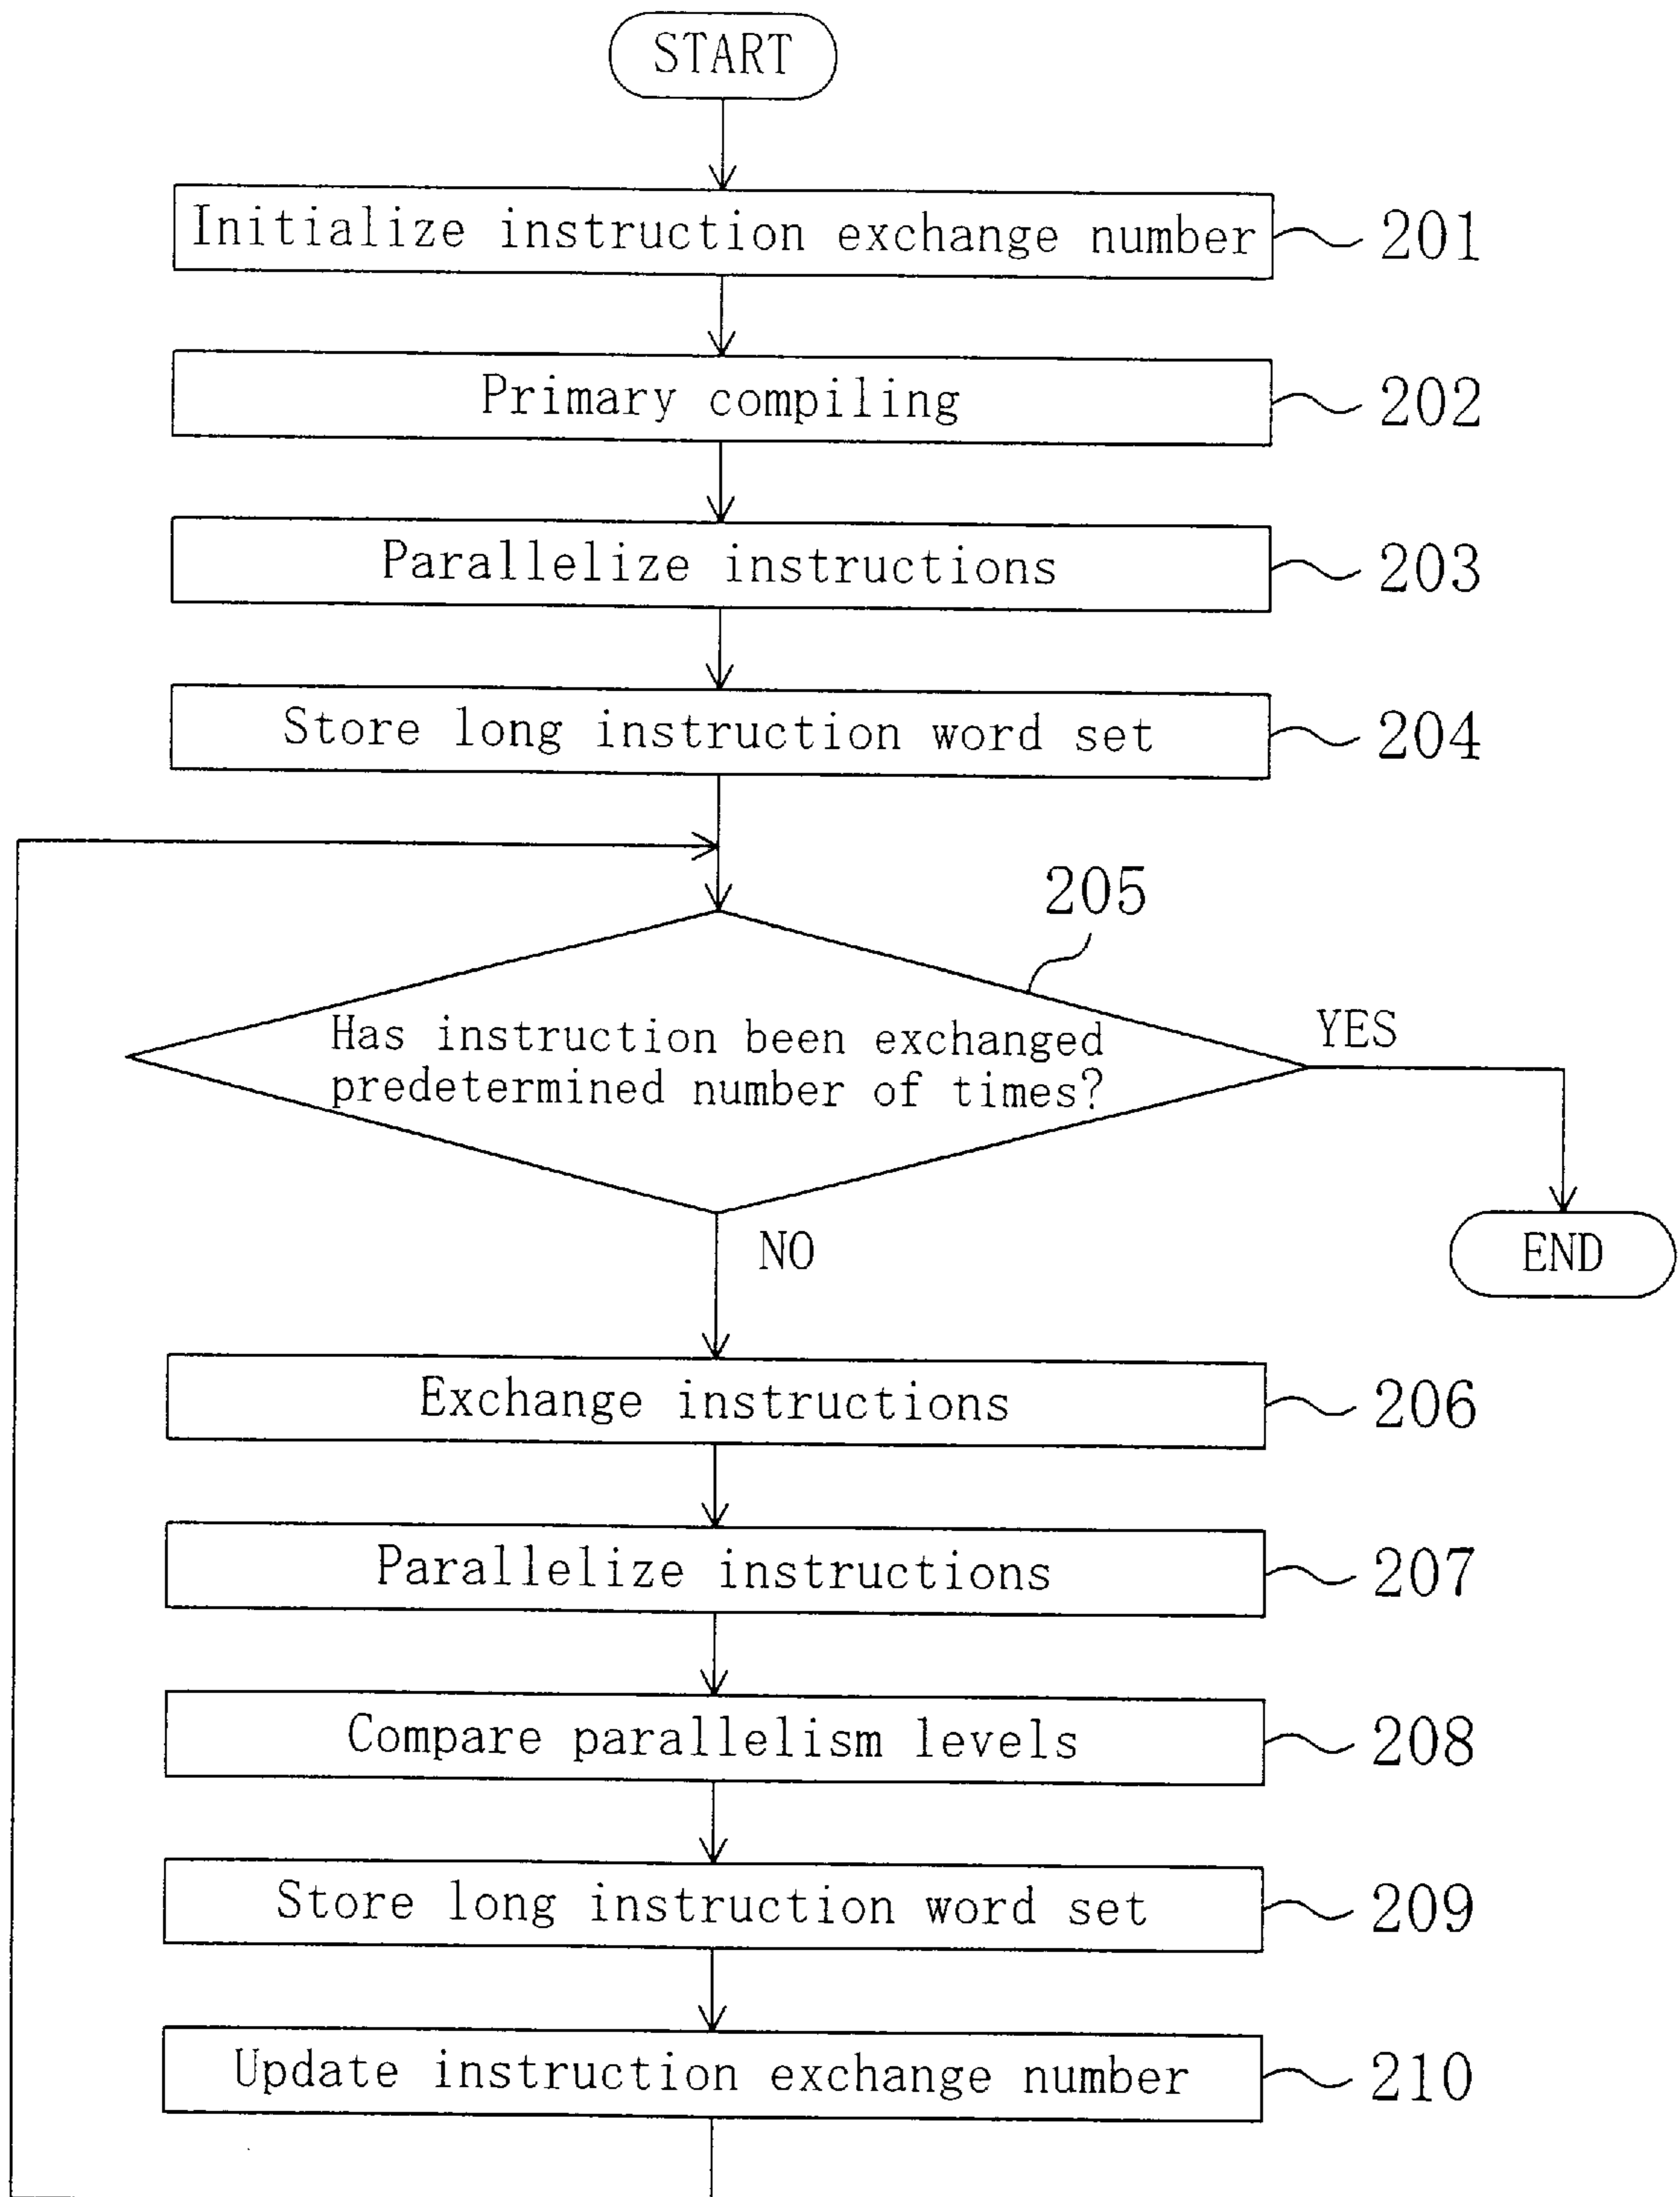 START
Initialize instruction exchange number
201
Primary compiling
202
Parallelize instructions
203
Store long instruction word set
204
205
Has instruction been exchanged
predetermined number of times?
YES
NO
END
Exchange instructions
206
Parallelize instructions
207
Compare parallelism levels
208
Store long instruction word set
209
Update instruction exchange number
210